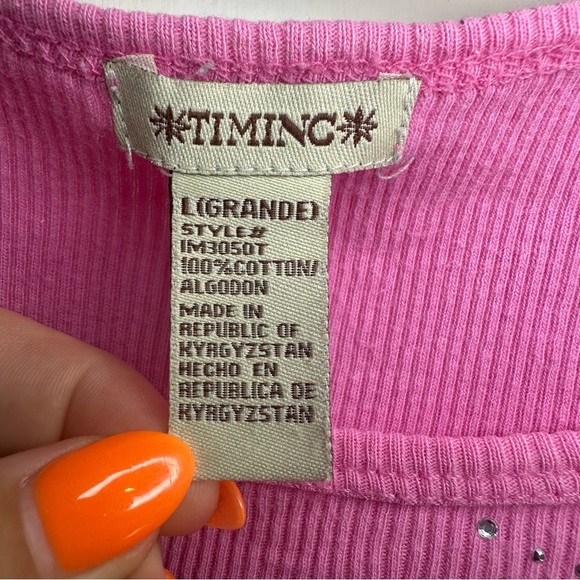 TIMING
L(GRANDE)
STYLE#
IM3050T
100%COTTON/
ALGODON
MADE IN
REPUBLIC OF
KYRGYZSTAN
HECHO EN
REPUBLICA DE
KYRGYZSTAN